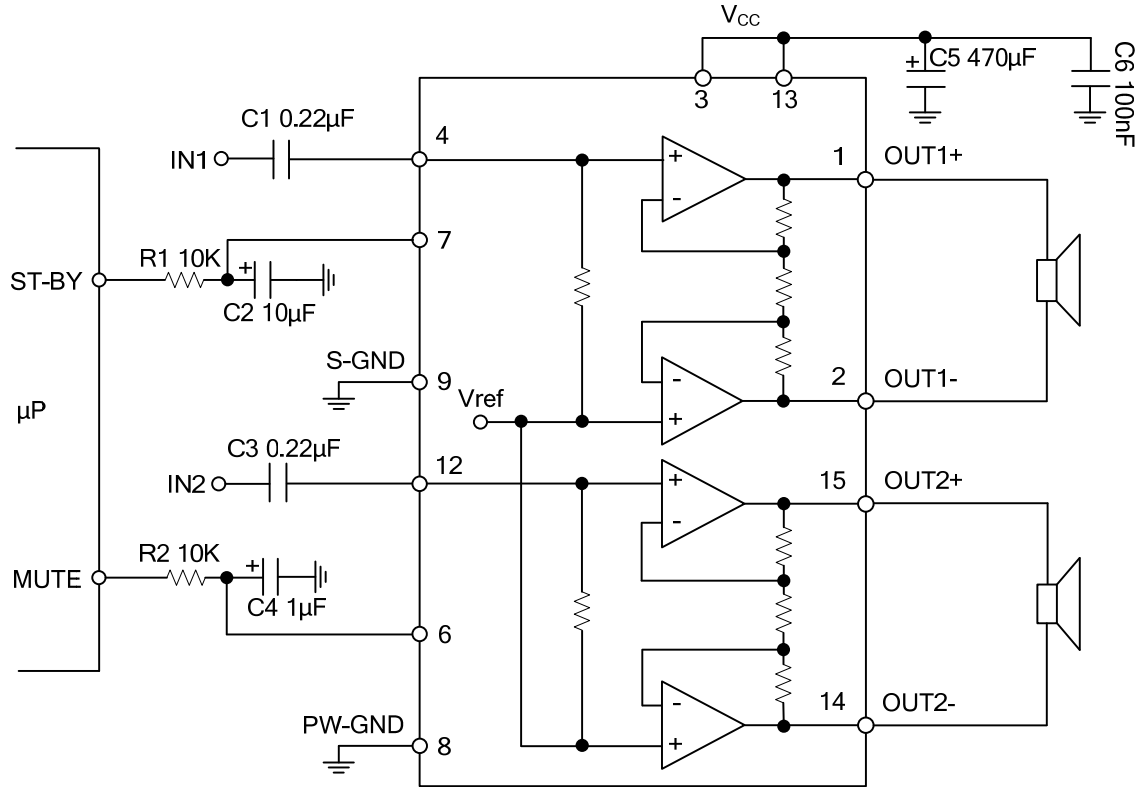 V_CC
C5 470µF
C6 100nF
3
13
C1 0.22µF
4
IN1
+
-
1
OUT1+
7
R1 10K
+
ST-BY
C2 10µF
S-GND
9
µP
Vref
-
+
2
OUT1-
C3 0.22µF
12
IN2
+
-
15
OUT2+
R2 10K
+
MUTE
C4 1µF
6
PW-GND
8
-
+
14
OUT2-
+